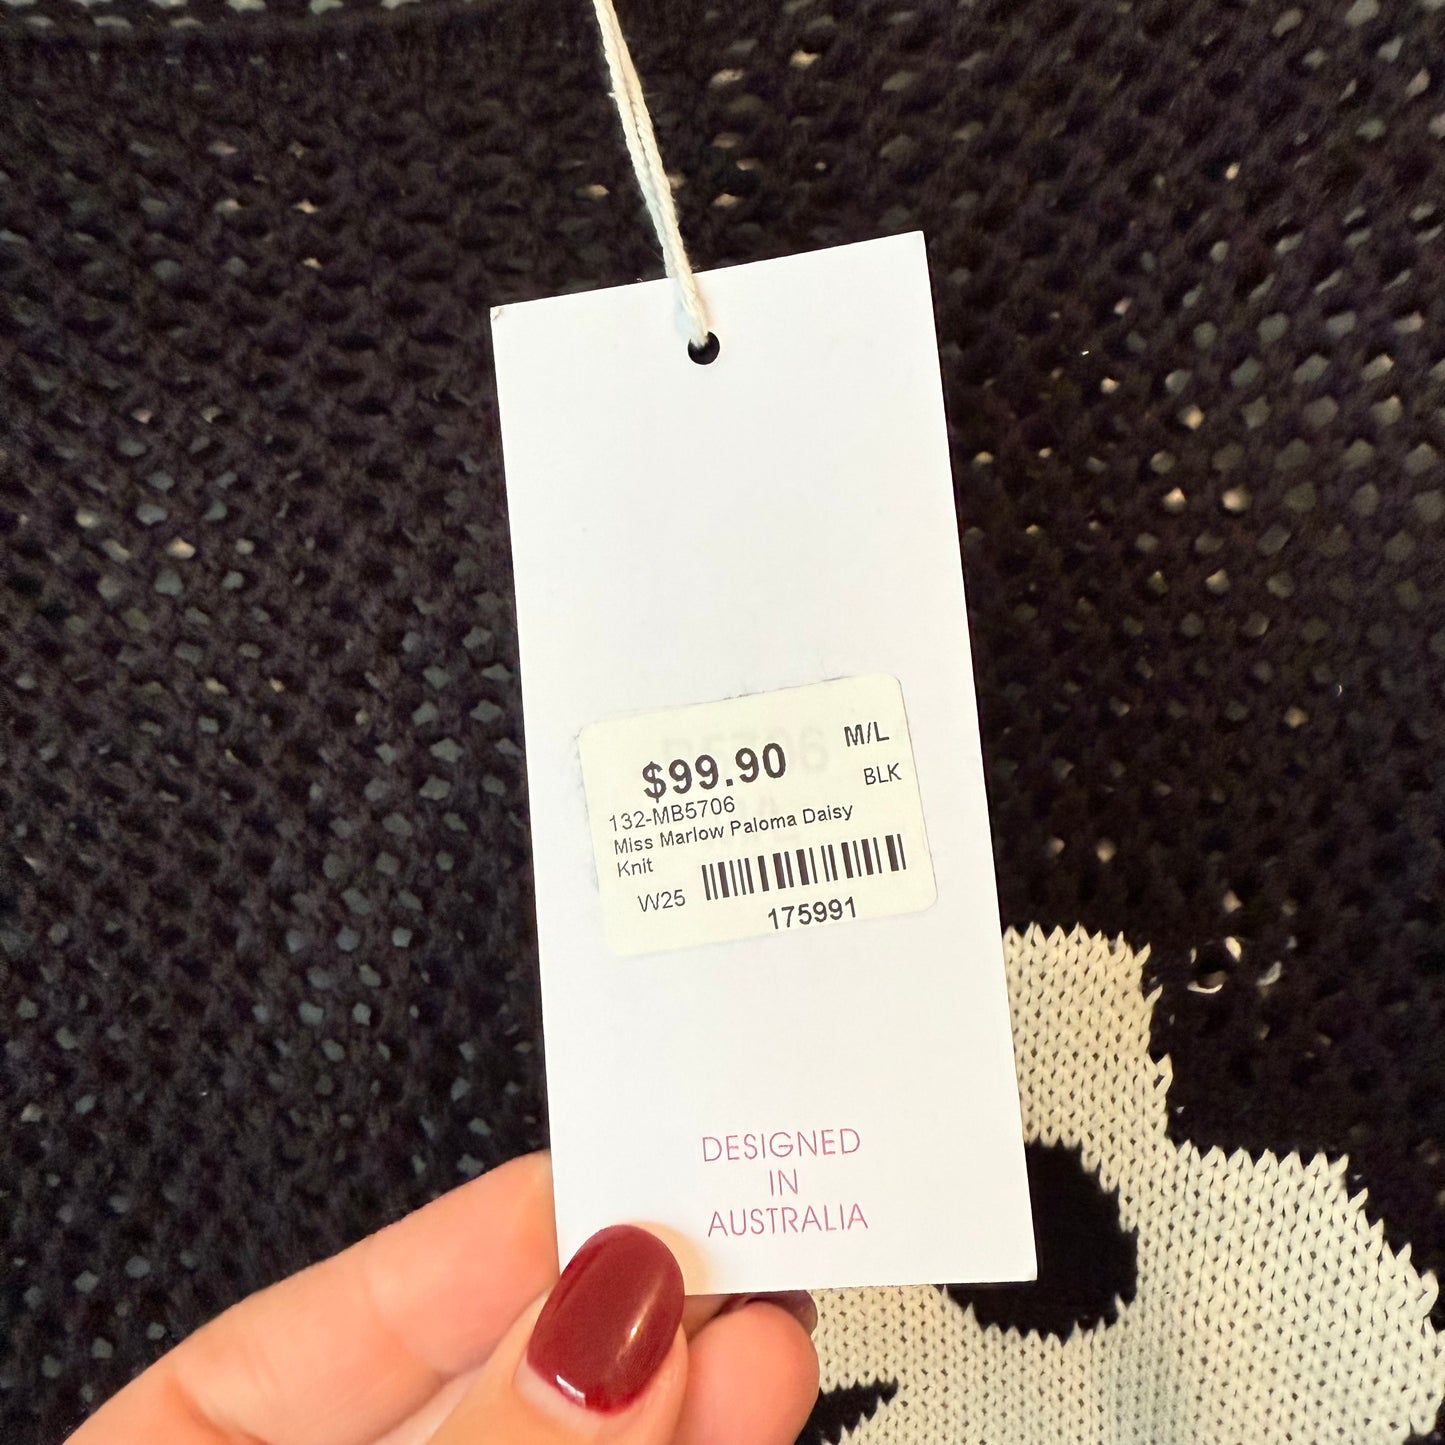 $99.90 M/L
BLK
132-MB5706
Miss Marlow Paloma Daisy
Knit
W25
175991
DESIGNED
IN
AUSTRALIA